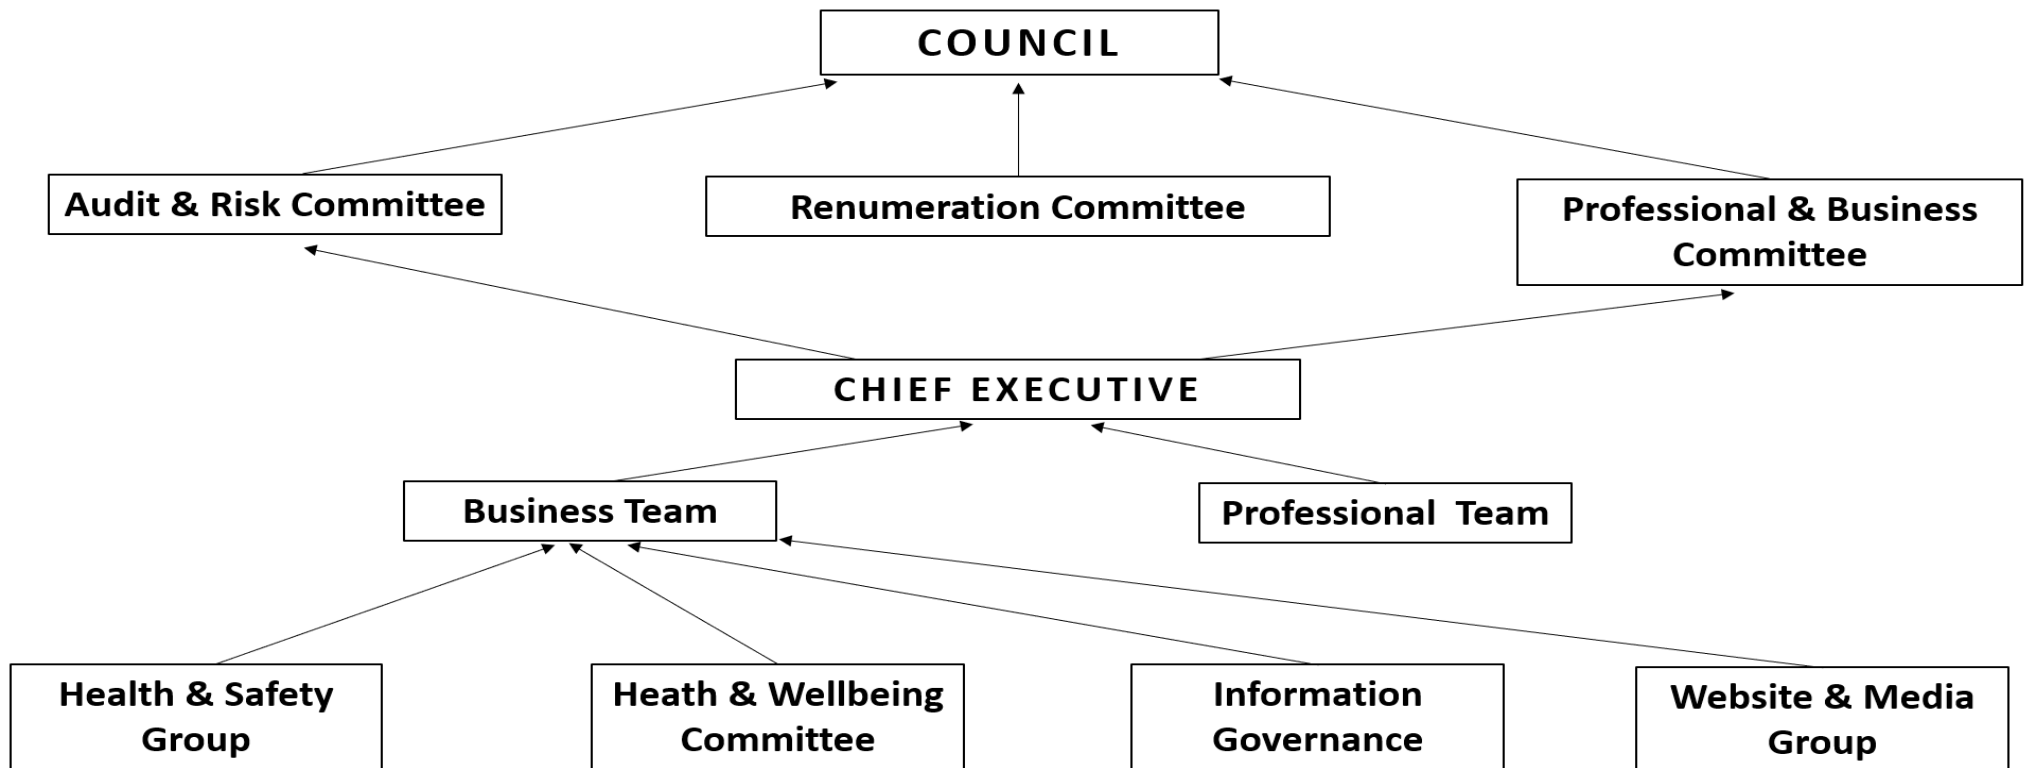 COUNCIL
Audit & Risk Committee
Renumeration Committee
Professional & Business
Committee
CHIEF EXECUTIVE
Business Team
Professional Team
Health & Safety
Group
Heath & Wellbeing
Committee
Information
Governance
Website & Media
Group